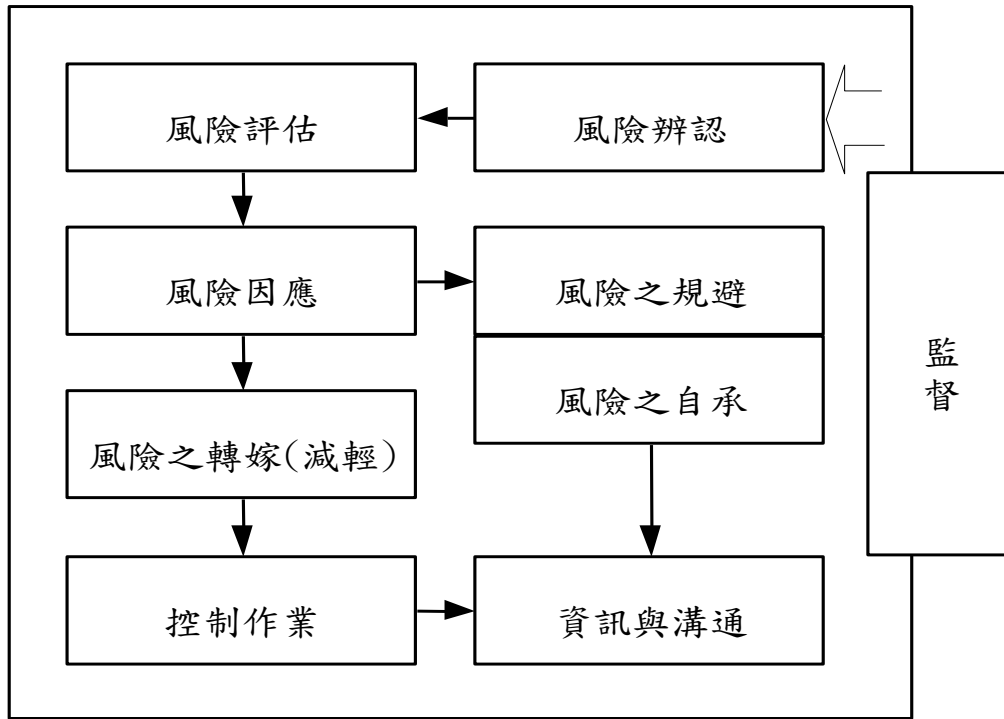 風險評估
風險辨認
風險因應
風險之規避
風險之自承
風險之轉嫁(減輕)
控制作業
資訊與溝通
監
督